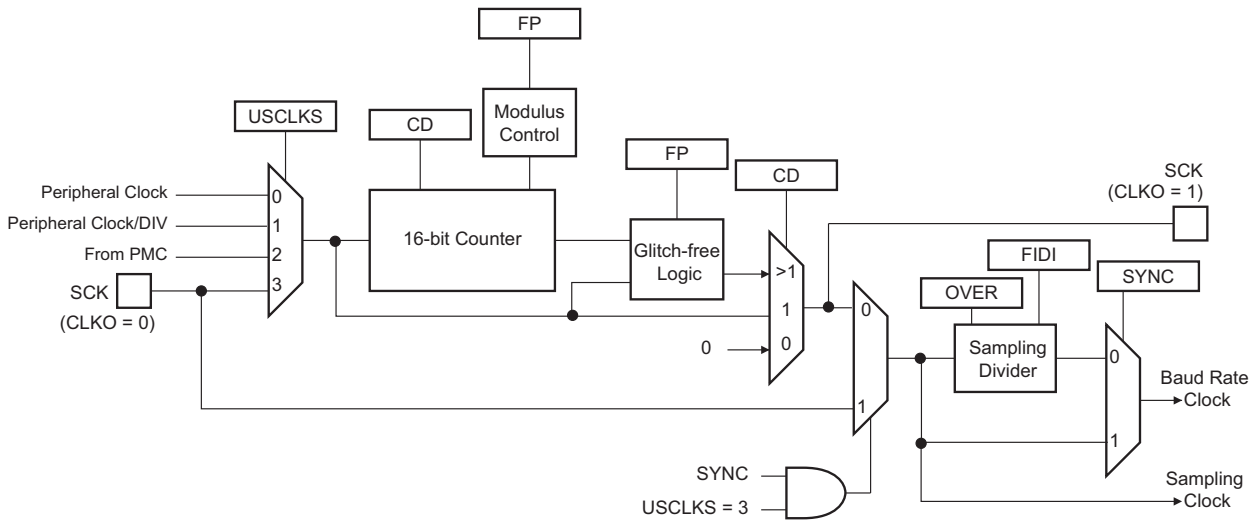 FP
USCLKS
CD
Modulus
Control
FP
CD
SCK
(CLKO = 1)
Peripheral Clock
0
Peripheral Clock/DIV
1
16-bit Counter
From PMC
2
Glitch-free
Logic
>1
FIDI
SYNC
SCK
3
OVER
(CLKO = 0)
1
0
0
0
Sampling
Divider
0
Baud Rate
Clock
1
1
SYNC
USCLKS = 3
Sampling
Clock